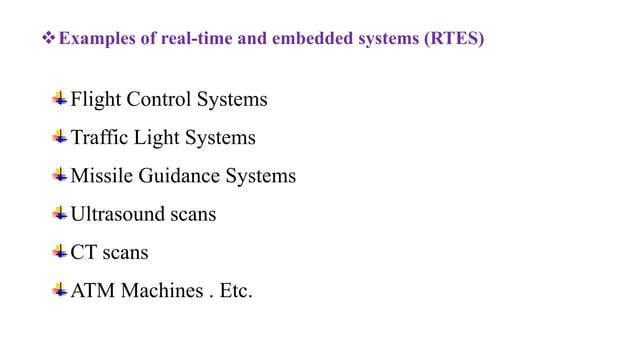 ❖Examples of real-time and embedded systems (RTES)
Flight Control Systems
Traffic Light Systems
Missile Guidance Systems
Ultrasound scans
CT scans
ATM Machines . Etc.